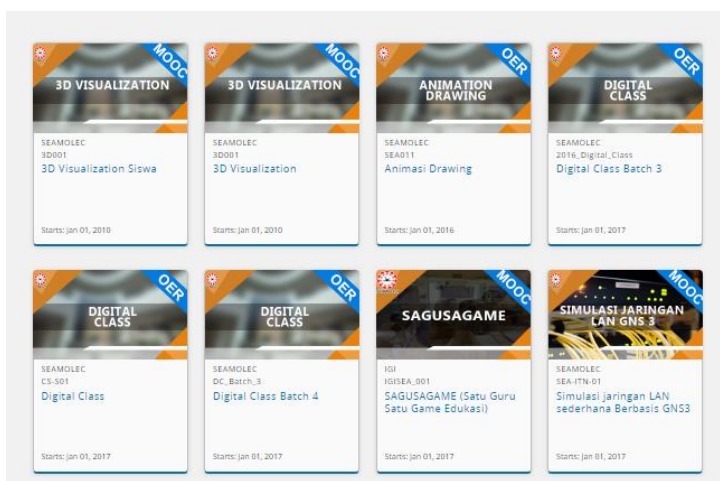 MOOC
3D VISUALIZATION
SEAMOLEC
3D001
3D Visualization Siswa
Starts: Jan 01, 2010
MOOC
3D VISUALIZATION
SEAMOLEC
3D001
3D Visualization
Starts: Jan 01, 2010
OER
ANIMATION
DRAWING
SEAMOLEC
SEA011
Animasi Drawing
Starts: Jan 01, 2016
OER
DIGITAL
CLASS
SEAMOLEC
2016_Digital_Class
Digital Class Batch 3
Starts: Jan 01, 2017
OER
DIGITAL
CLASS
SEAMOLEC
CS-S01
Digital Class
Starts: Jan 01, 2017
OER
DIGITAL
CLASS
SEAMOLEC
DC_Batch_3
Digital Class Batch 4
Starts: Jan 01, 2017
MOOC
SAGUSAGAME
IGI
IGISEA_001
SAGUSAGAME (Satu Guru
Satu Game Edukasi)
Starts: Jan 01, 2017
MOOC
SIMULASI JARINGAN
LAN GNS 3
SEAMOLEC
SEA-ITN-01
Simulasi jaringan LAN
sederhana Berbasis GNS3
Starts: Jan 01, 2017